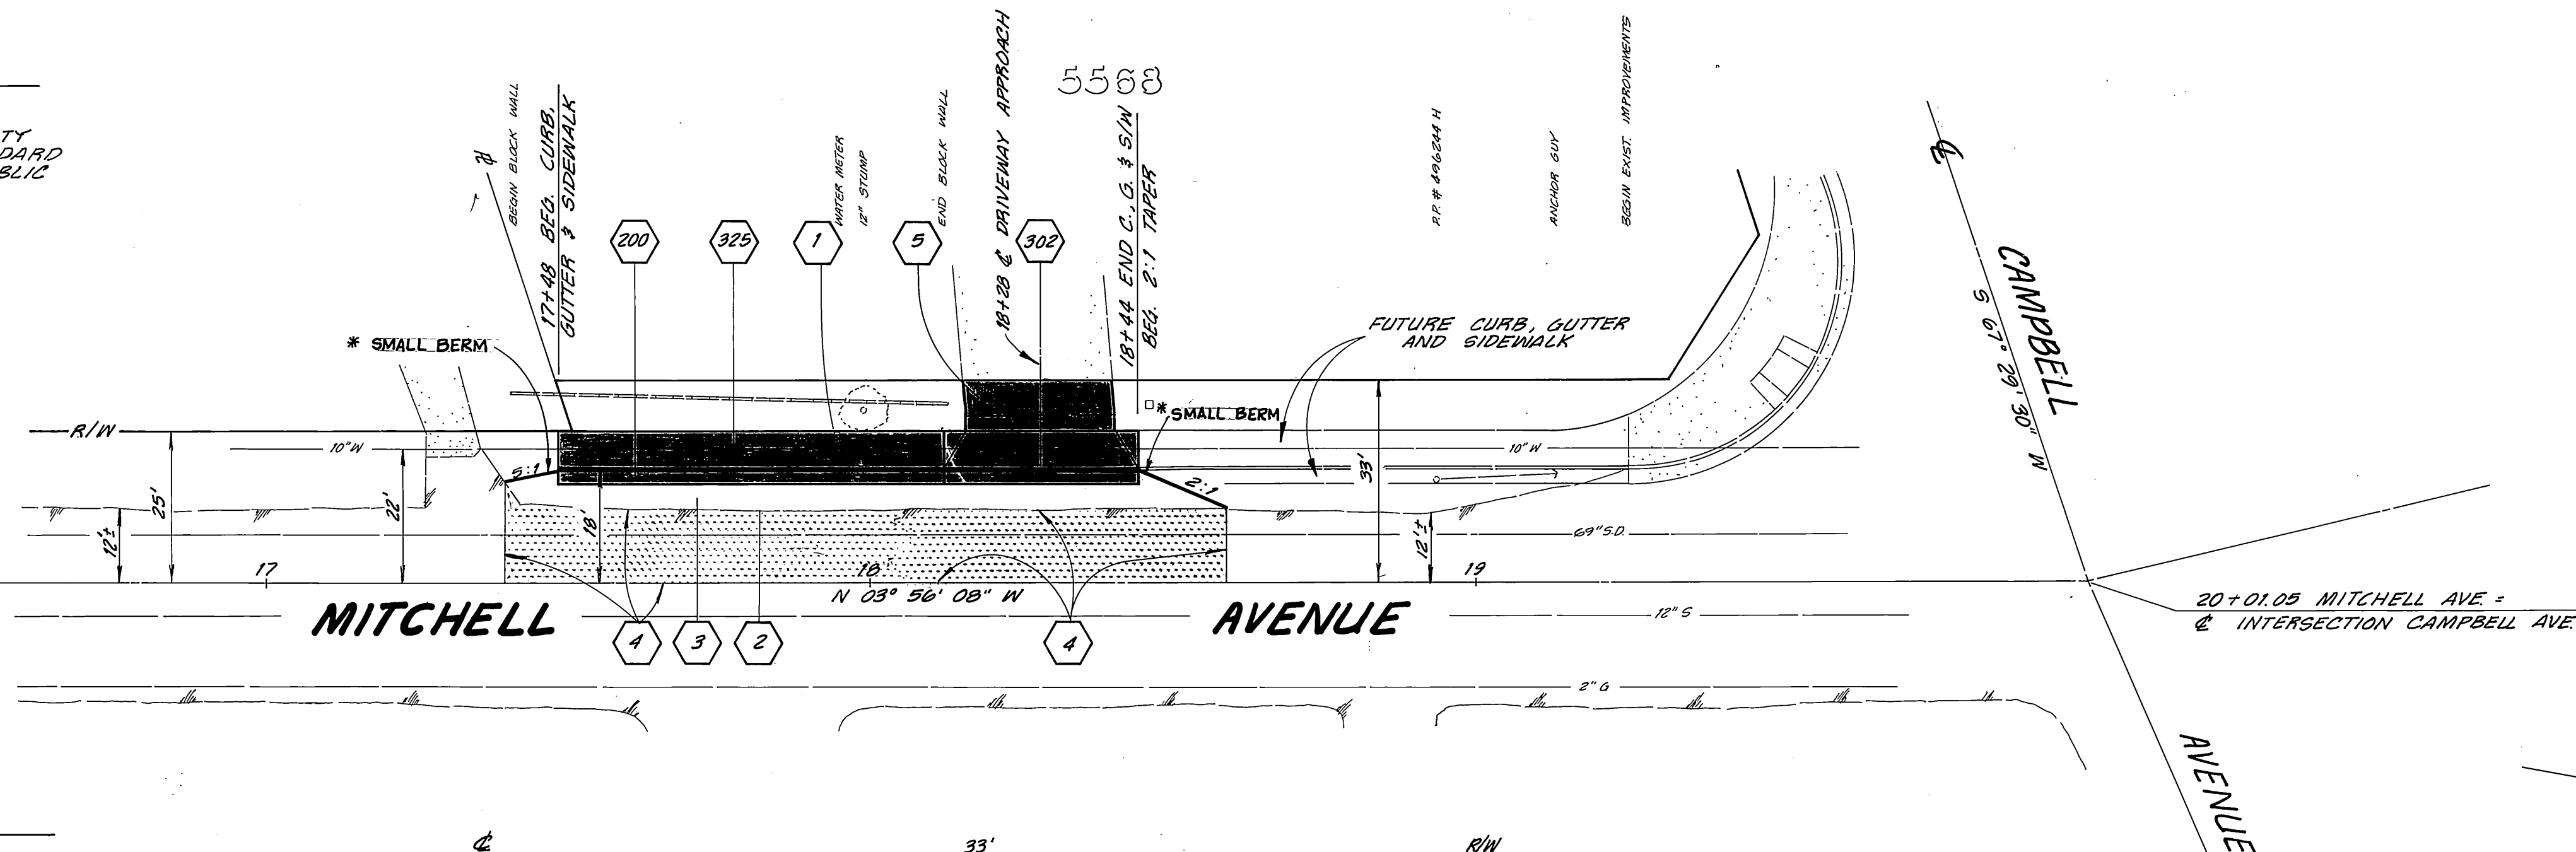 TY
DARD
BLIC
BEGIN BLOCK WALL
17+48 BEG. CURB,
GUTTER & SIDEWALK
WATER METER
12" STUMP
END BLOCK WALL
18+28 ℄ DRIVEWAY APPROACH
5568
18+44 END C., G. & S/W
BEG. 2:1 TAPER
P.P. # 696244 H
ANCHOR GUY
BEGIN EXIST. IMPROVEMENTS
℄
CAMPBELL
S 67° 29' 30" W
200
325
1
5
302
* SMALL BERM
FUTURE CURB, GUTTER
AND SIDEWALK
* SMALL BERM
R/W
10" W
5:1
10" W
2:1
25'
22'
18'
33'
12'±
12'±
69" S.D.
17
18
19
N 03° 56' 08" W
MITCHELL
AVENUE
12" S
4
3
2
4
20+01.05 MITCHELL AVE. =
℄ INTERSECTION CAMPBELL AVE.
2" G
AVENUE
℄
33'
R/W